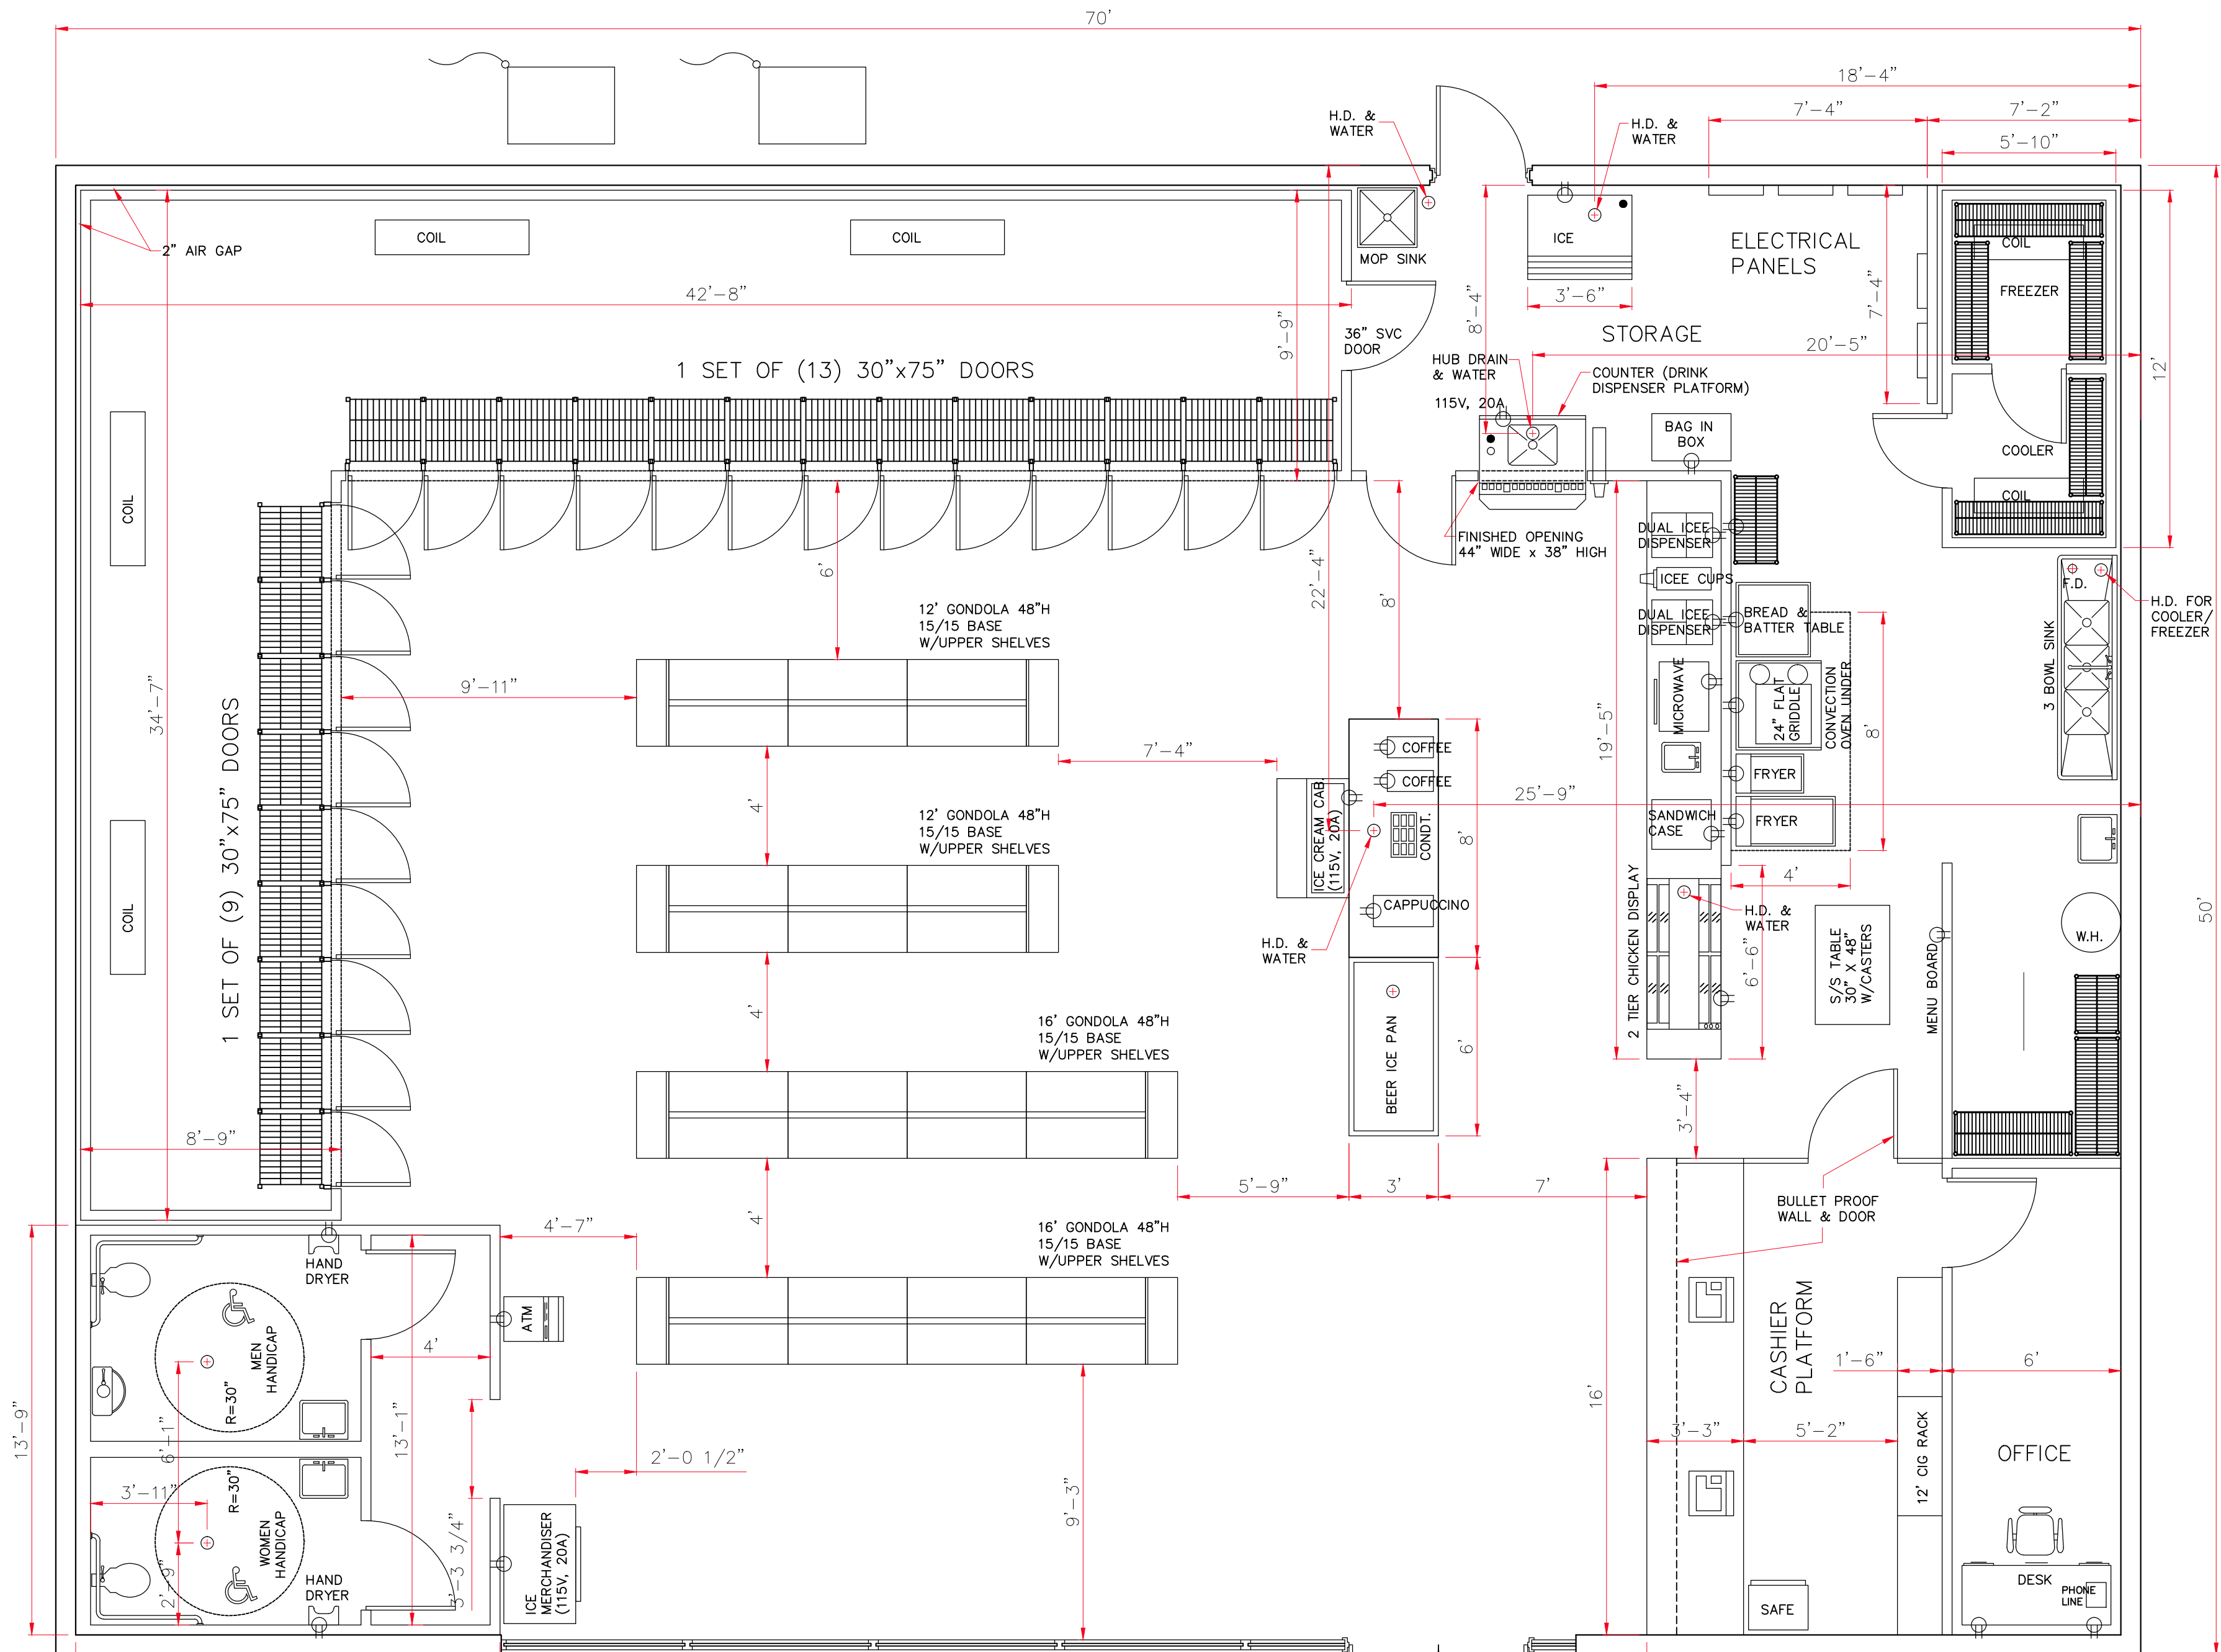 70'
18'-4"
7'-4"
7'-2"
5'-10"
H.D. &
WATER
H.D. &
WATER
2" AIR GAP
COIL
COIL
MOP SINK
ICE
3'-6"
ELECTRICAL
PANELS
COIL
FREEZER
42'-8"
9'-9"
8'-4"
7'-4"
36" SVC
DOOR
STORAGE
20'-5"
12'
1 SET OF (13) 30"x75" DOORS
HUB DRAIN
& WATER
COUNTER (DRINK
DISPENSER PLATFORM)
115V, 20A
BAG IN
BOX
COOLER
COIL
COIL
FINISHED OPENING
44" WIDE x 38" HIGH
DUAL ICEE
DISPENSER
ICEE CUPS
DUAL ICEE
DISPENSER
BREAD &
BATTER TABLE
F.D.
H.D. FOR
COOLER/
FREEZER
3 BOWL SINK
6'
22'-4"
8'
12' GONDOLA 48"H
15/15 BASE
W/UPPER SHELVES
34'-7"
1 SET OF (9) 30"x75" DOORS
9'-11"
7'-4"
MICROWAVE
24" FLAT
GRIDDLE
CONVECTION
OVEN UNDER
8'
19'-5"
COFFEE
COFFEE
FRYER
FRYER
4'
ICE CREAM CAB.
(115V, 20A)
CONDT.
25'-9"
8'
SANDWICH
CASE
12' GONDOLA 48"H
15/15 BASE
W/UPPER SHELVES
COIL
CAPPUCCINO
H.D. &
WATER
2 TIER CHICKEN DISPLAY
4'
H.D. &
WATER
6'-6"
S/S TABLE
30" X 48"
W/CASTERS
MENU BOARD
W.H.
50'
4'
16' GONDOLA 48"H
15/15 BASE
W/UPPER SHELVES
BEER ICE PAN
6'
3'-4"
8'-9"
5'-9"
3'
7'
BULLET PROOF
WALL & DOOR
4'
4'-7"
16' GONDOLA 48"H
15/15 BASE
W/UPPER SHELVES
HAND
DRYER
ATM
MEN
HANDICAP
R=30"
4'
CASHIER
PLATFORM
1'-6"
6'
16'
13'-9"
6'-1"
13'-1"
3'-3"
5'-2"
12' CIG RACK
OFFICE
2'-0 1/2"
R=30"
3'-11"
WOMEN
HANDICAP
9'-3"
3'-3 3/4"
ICE
MERCHANDISER
(115V, 20A)
2'-9"
HAND
DRYER
SAFE
DESK
PHONE
LINE